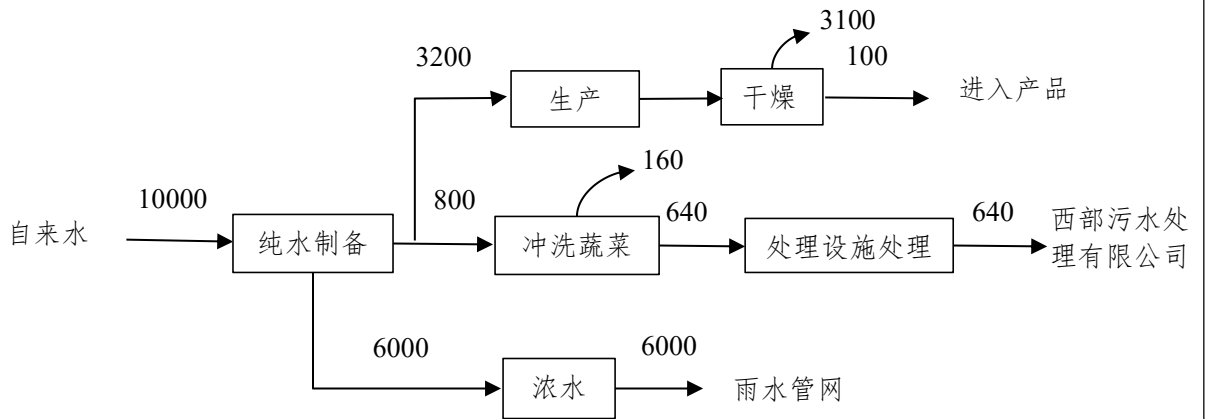 3100
3200
100
生产
干燥
进入产品
160
10000
800
640
640
自来水
纯水制备
冲洗蔬菜
处理设施处理
西部污水处
理有限公司
6000
6000
浓水
雨水管网